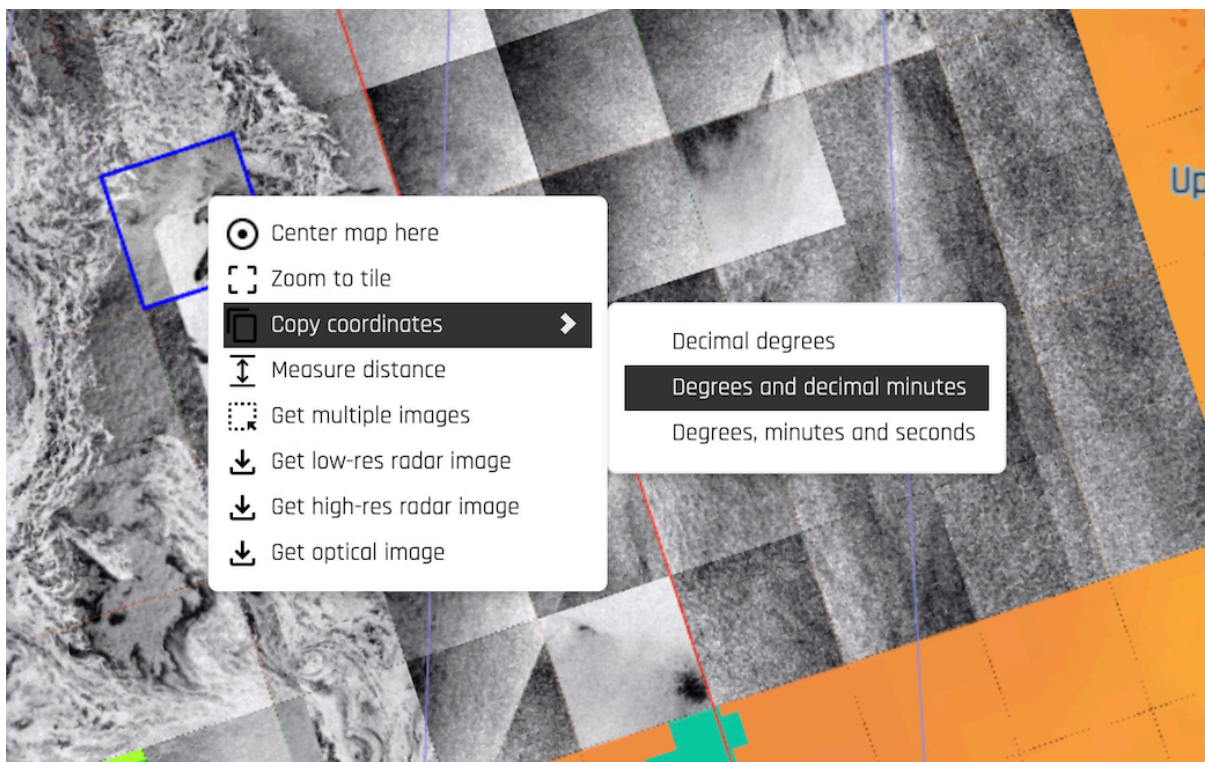 Up
Center map here
Zoom to tile
Copy coordinates
Measure distance
Get multiple images
Get low-res radar image
Get high-res radar image
Get optical image
Decimal degrees
Degrees and decimal minutes
Degrees, minutes and seconds